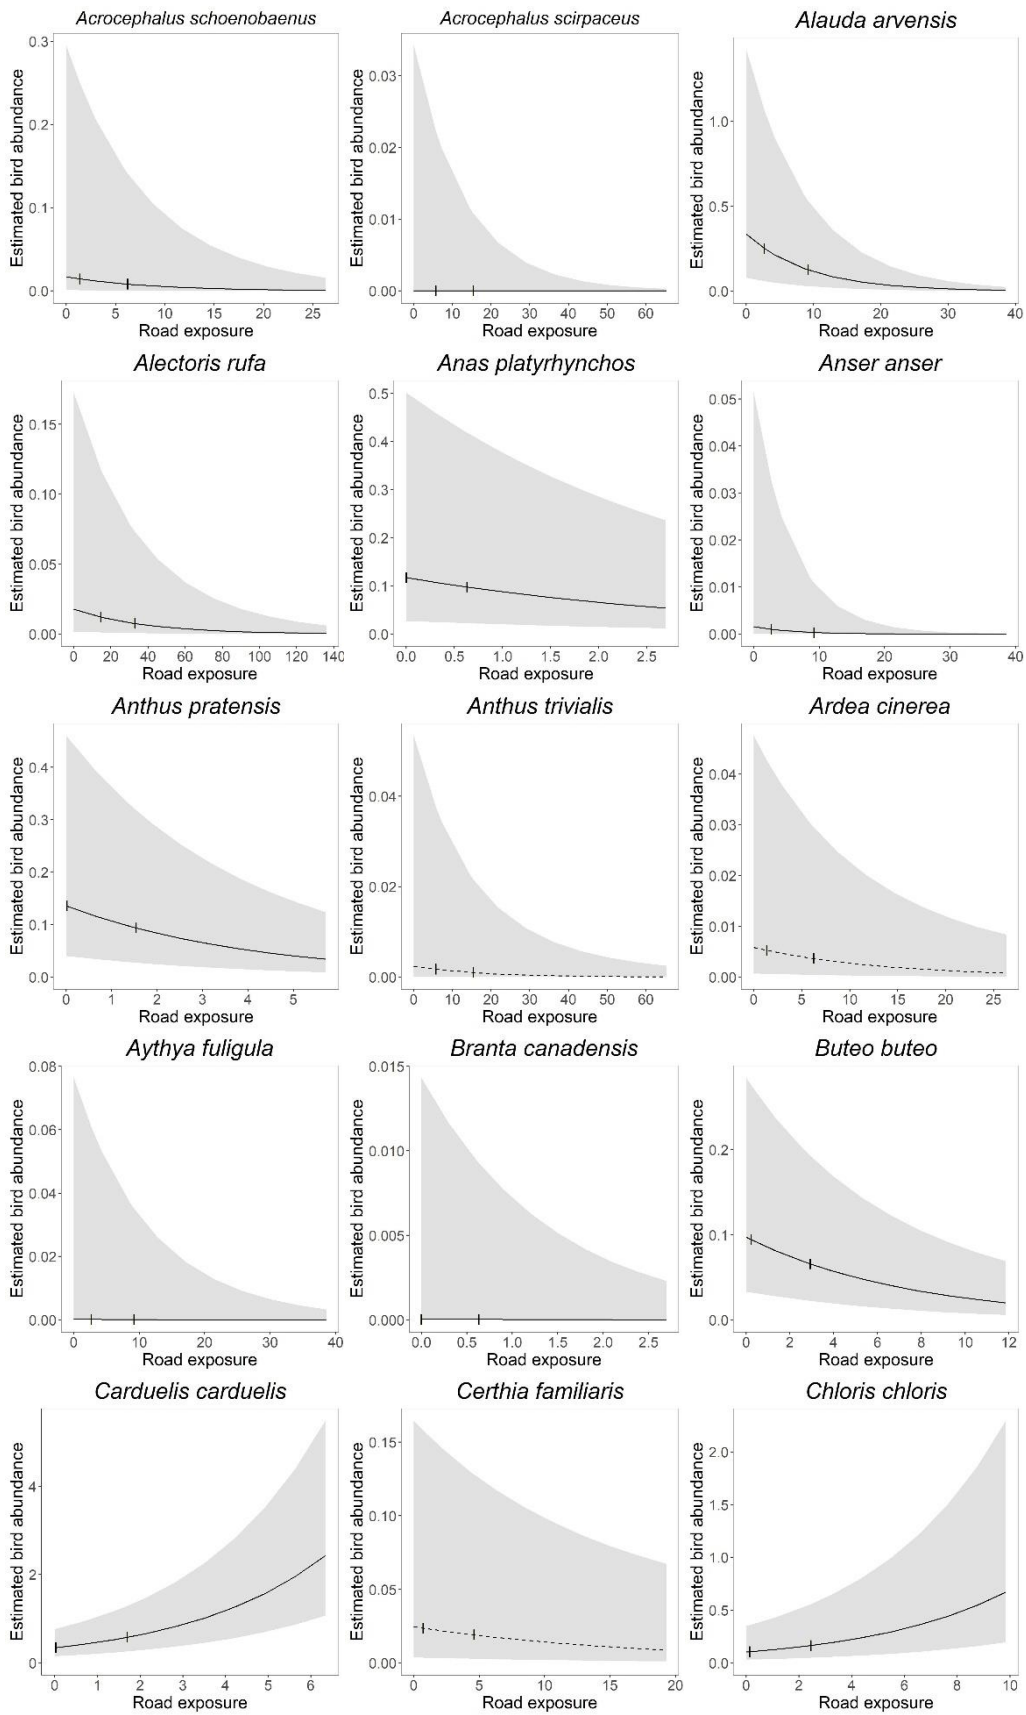 Acrocephalus schoenobaenus
Acrocephalus scirpaceus
Alauda arvensis
Estimated bird abundance
0.3
0.2
0.1
0.0
0 5 10 15 20 25
Road exposure
Estimated bird abundance
0.03
0.02
0.01
0.00
0 10 20 30 40 50 60
Road exposure
Estimated bird abundance
1.0
0.5
0.0
0 10 20 30 40
Road exposure
Alectoris rufa
Anas platyrhynchos
Anser anser
Estimated bird abundance
0.15
0.10
0.05
0.00
0 20 40 60 80 100 120 140
Road exposure
Estimated bird abundance
0.5
0.4
0.3
0.2
0.1
0.0
0.0 0.5 1.0 1.5 2.0 2.5
Road exposure
Estimated bird abundance
0.05
0.04
0.03
0.02
0.01
0.00
0 10 20 30 40
Road exposure
Anthus pratensis
Anthus trivialis
Ardea cinerea
Estimated bird abundance
0.4
0.3
0.2
0.1
0.0
0 1 2 3 4 5
Road exposure
Estimated bird abundance
0.04
0.02
0.00
0 10 20 30 40 50 60
Road exposure
Estimated bird abundance
0.04
0.03
0.02
0.01
0.00
0 5 10 15 20 25
Road exposure
Aythya fuligula
Branta canadensis
Buteo buteo
Estimated bird abundance
0.08
0.06
0.04
0.02
0.00
0 10 20 30 40
Road exposure
Estimated bird abundance
0.015
0.010
0.005
0.000
0.0 0.5 1.0 1.5 2.0 2.5
Road exposure
Estimated bird abundance
0.2
0.1
0.0
0 2 4 6 8 10 12
Road exposure
Carduelis carduelis
Certhia familiaris
Chloris chloris
Estimated bird abundance
4
2
0
0 1 2 3 4 5 6
Road exposure
Estimated bird abundance
0.15
0.10
0.05
0.00
0 5 10 15 20
Road exposure
Estimated bird abundance
2.0
1.5
1.0
0.5
0.0
0 2 4 6 8 10
Road exposure